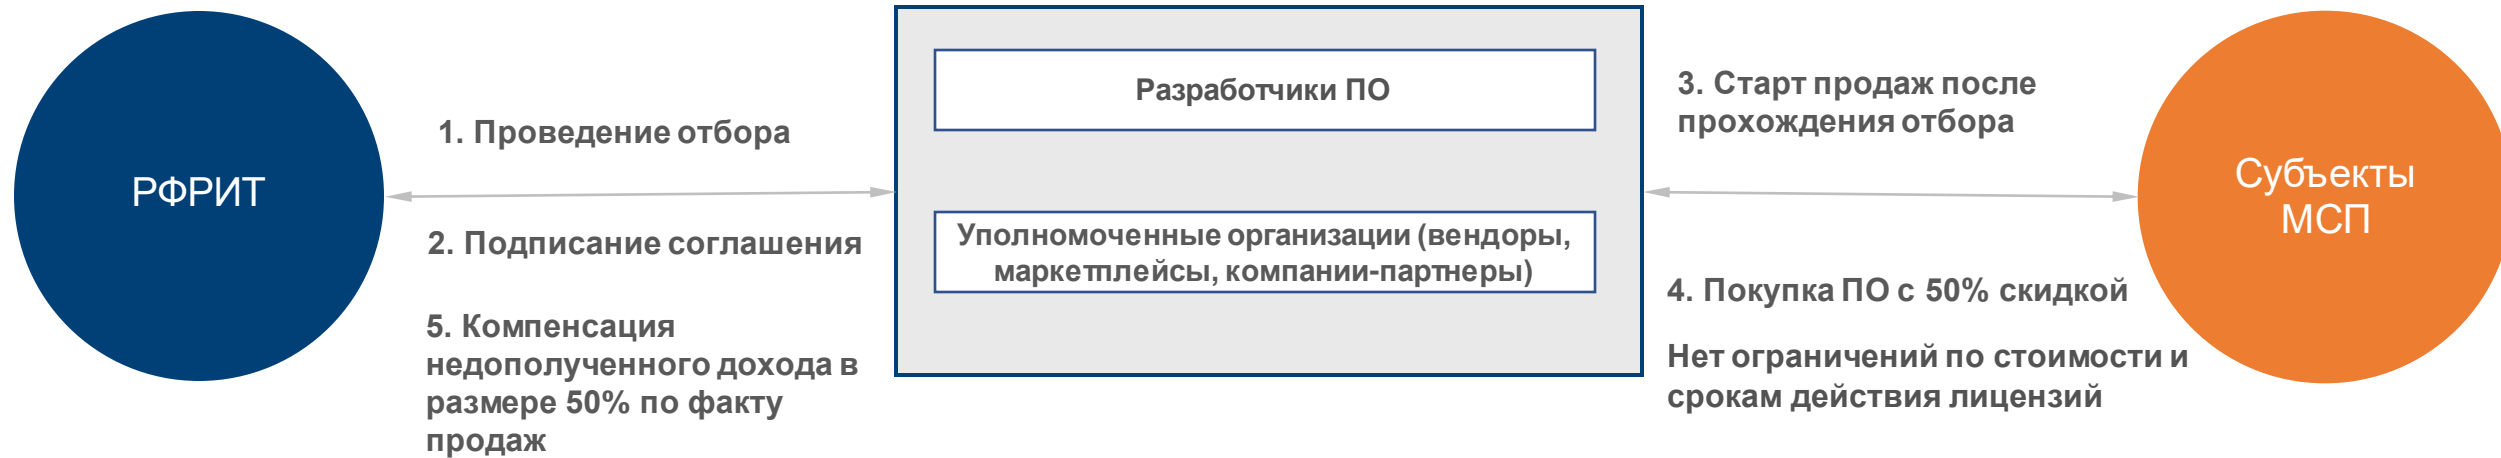 РФРИТ
1. Проведение отбора
2. Подписание соглашения
5. Компенсация
недополученного дохода в
размере 50% по факту
продаж
Разработчики ПО
Уполномоченные организации (вендоры,
маркетплейсы, компании-партнеры)
3. Старт продаж после
прохождения отбора
4. Покупка ПО с 50% скидкой
Нет ограничений по стоимости и
срокам действия лицензий
Субъекты
МСП